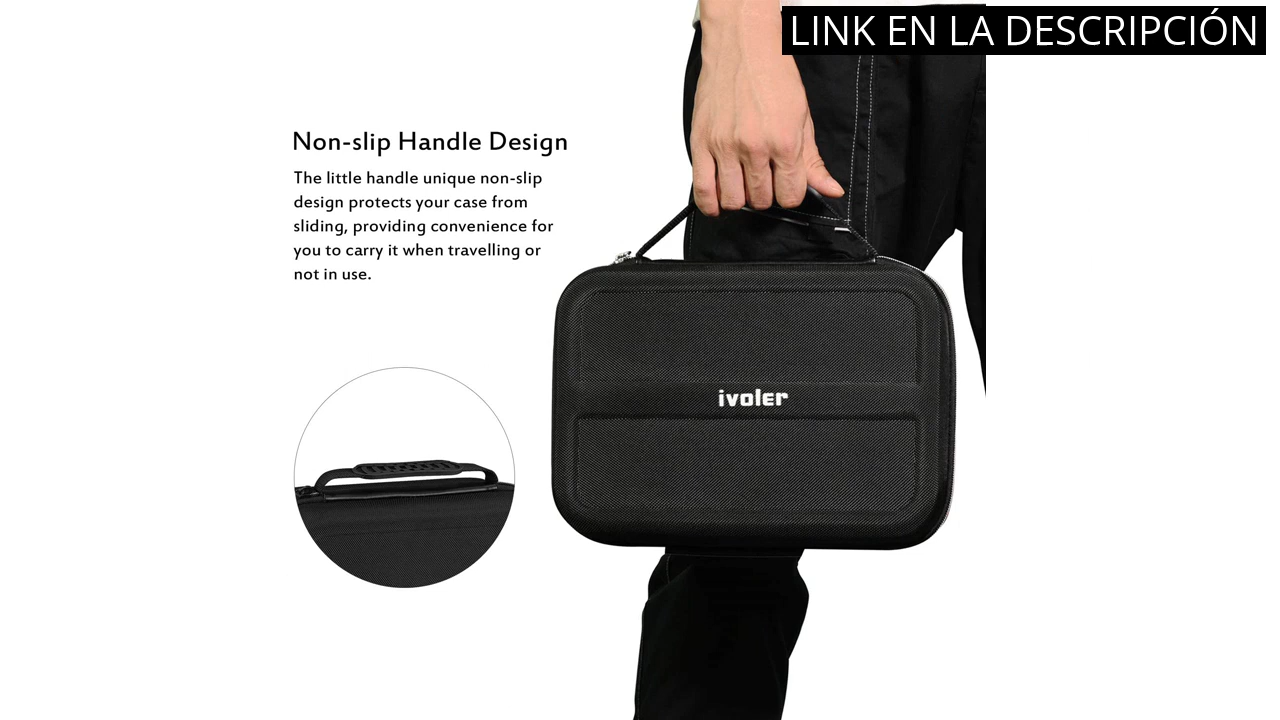 LINK EN LA DESCRIPCIÓN
Non-slip Handle Design
The little handle unique non-slip
design protects your case from
sliding, providing convenience for
you to carry it when travelling or
not in use.
ivoler